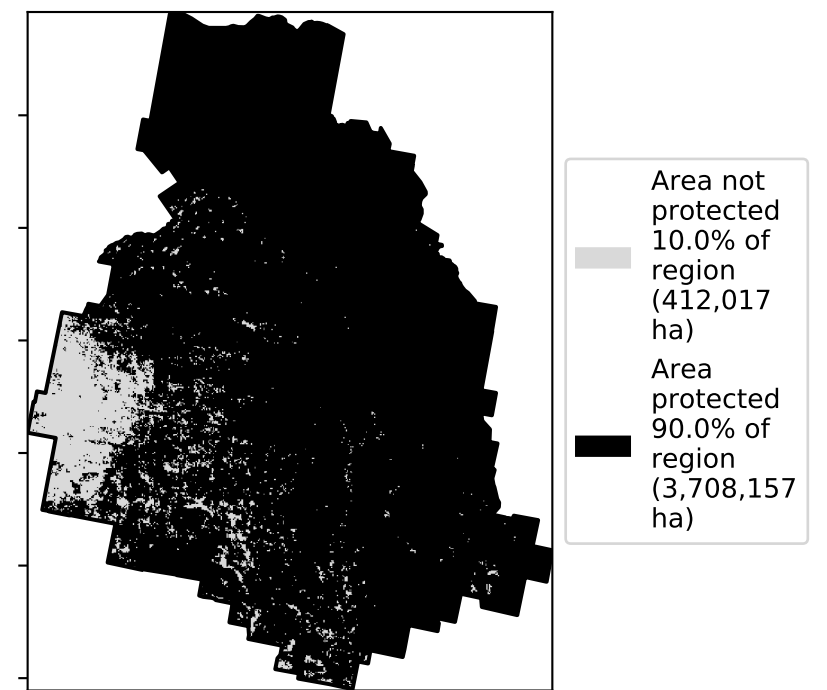 Area not
protected
10.0% of
region
(412,017
ha)
Area
protected
90.0% of
region
(3,708,157
ha)